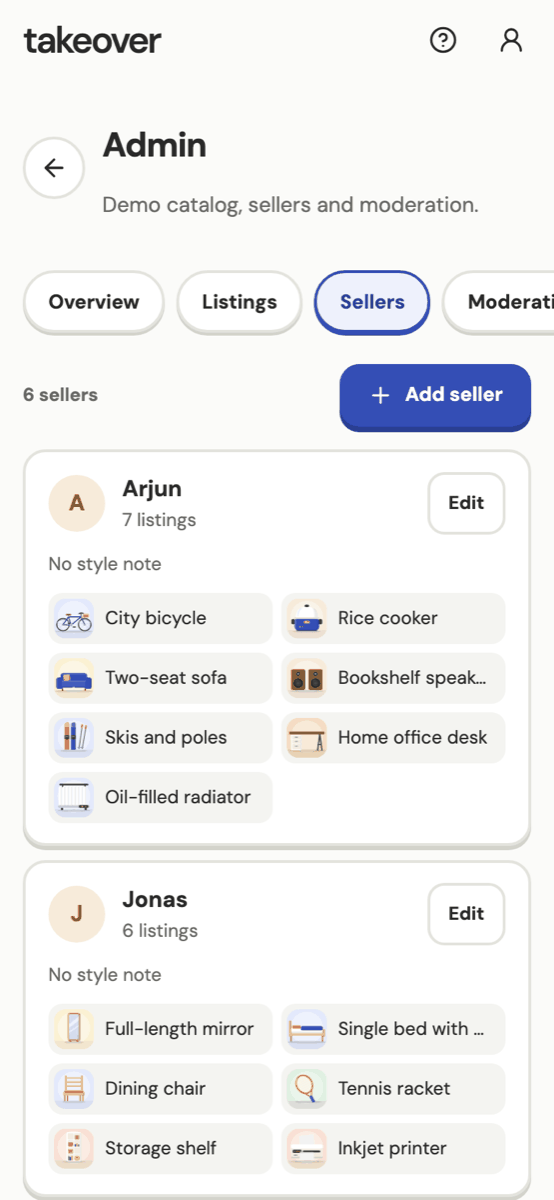 takeover
Admin
Demo catalog, sellers and moderation.
Overview
Listings
Sellers
Moderati
6 sellers
+ Add seller
A
Arjun
7 listings
Edit
No style note
City bicycle
Rice cooker
Two-seat sofa
Bookshelf speak...
Skis and poles
Home office desk
Oil-filled radiator
J
Jonas
6 listings
Edit
No style note
Full-length mirror
Single bed with ...
Dining chair
Tennis racket
Storage shelf
Inkjet printer